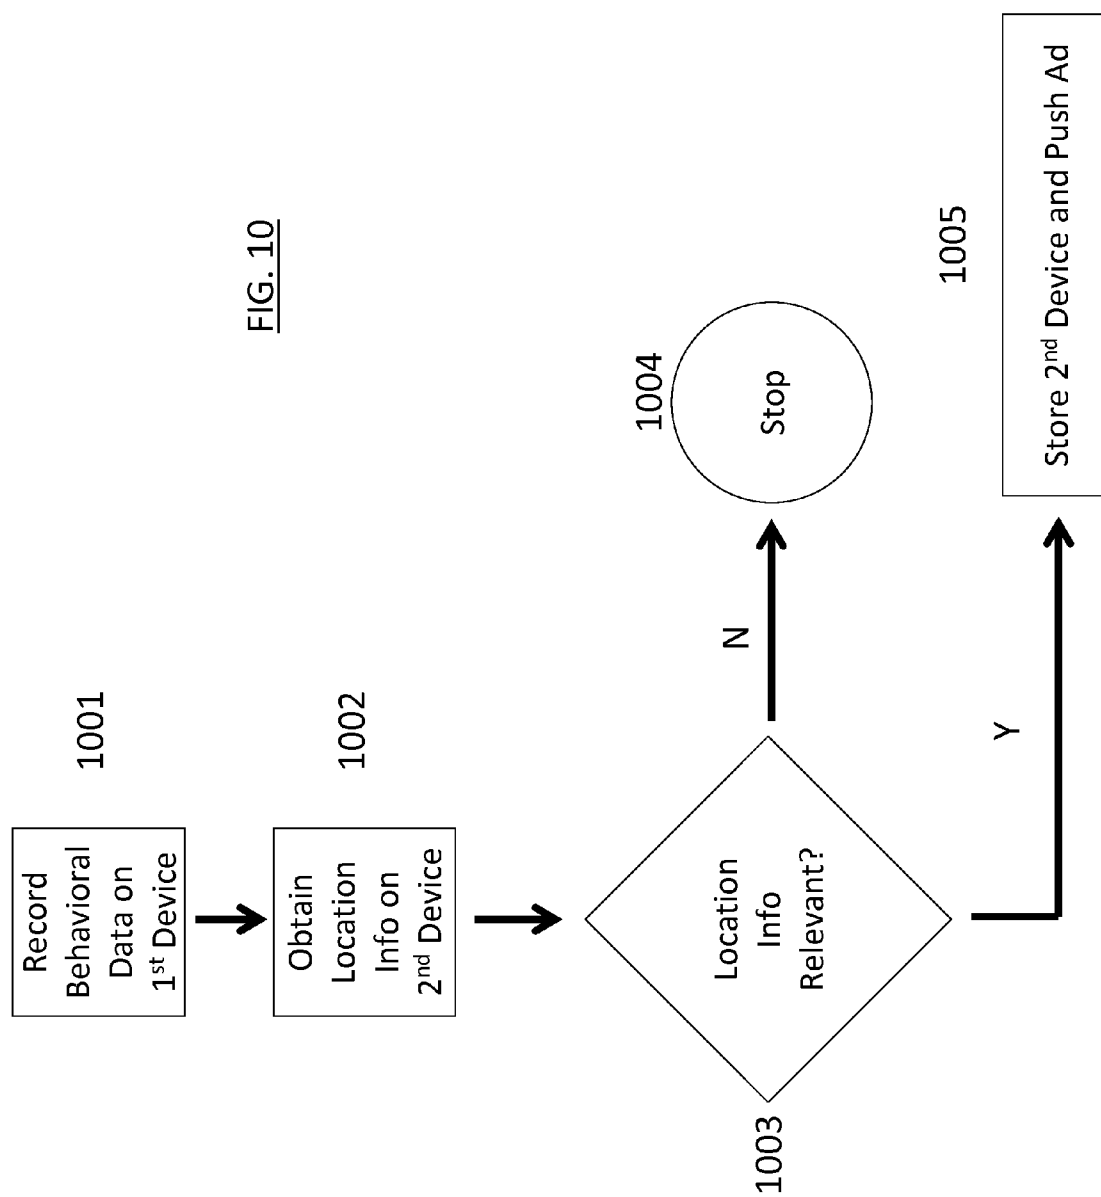 FIG. 10
Record
Behavioral
Data on
1st Device
1001
Obtain
Location
Info on
2nd Device
1002
Location
Info
Relevant?
1003
N
Stop
1004
Y
Store 2nd Device and Push Ad
1005